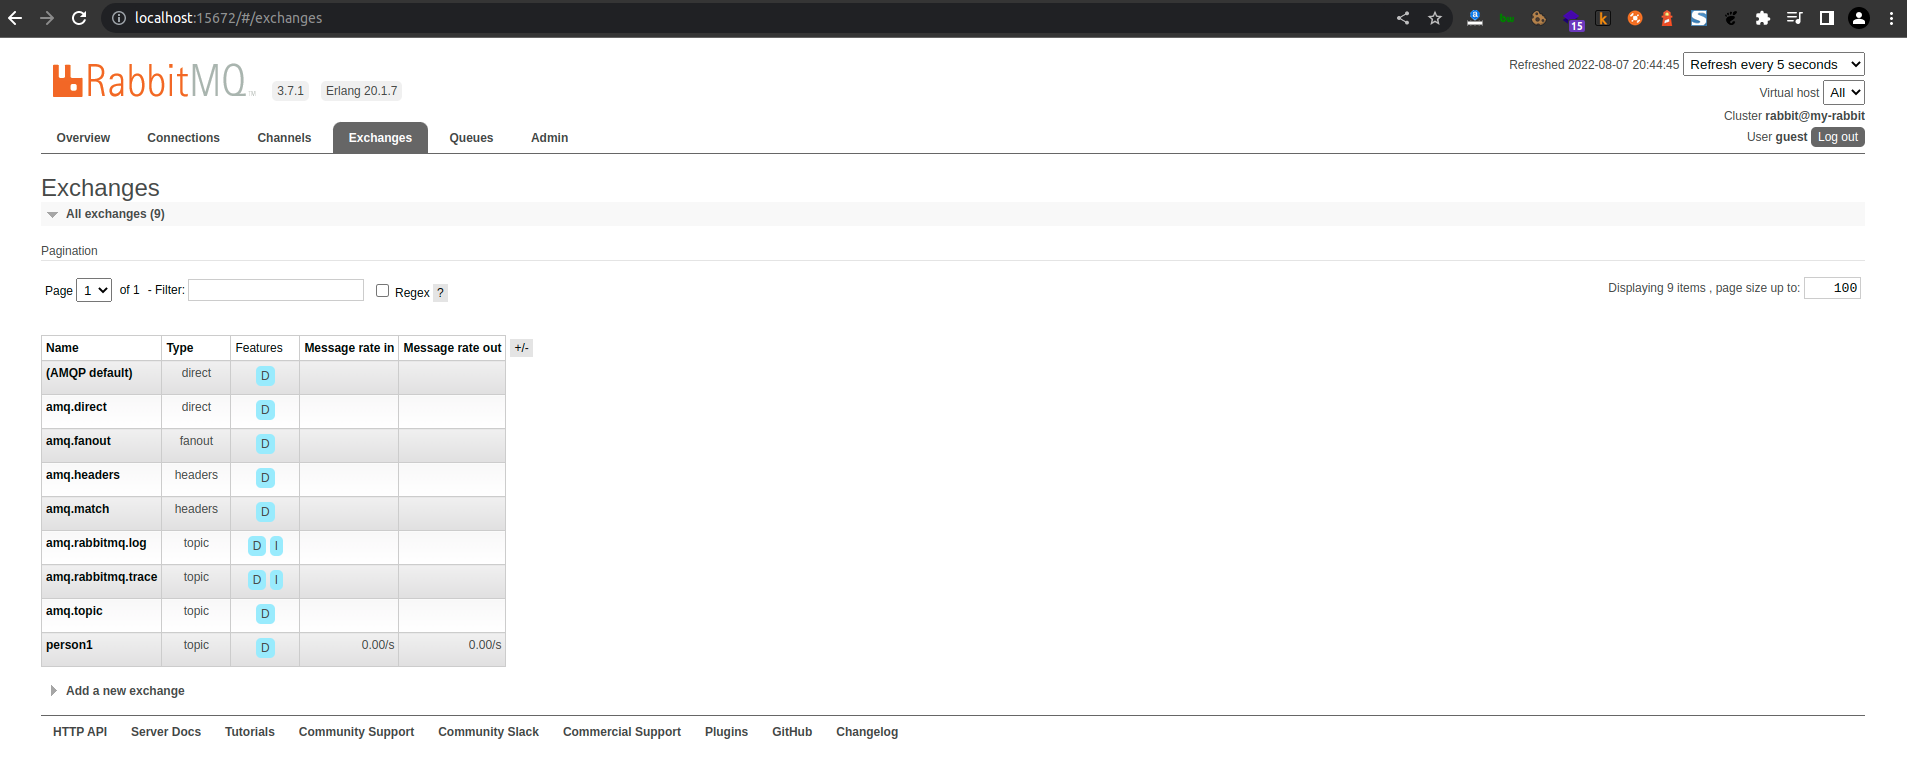 localhost:15672/#/exchanges
bw
15
k
RabbitMQ TM 3.7.1 Erlang 20.1.7
Refreshed 2022-08-07 20:44:45 Refresh every 5 seconds
Virtual host All
Cluster rabbit@my-rabbit
User guest Log out
Overview Connections Channels Exchanges Queues Admin
Exchanges
All exchanges (9)
Pagination
Page 1 of 1 - Filter: Regex ?
Displaying 9 items , page size up to: 100
Name Type Features Message rate in Message rate out +/-
(AMQP default) direct D
amq.direct direct D
amq.fanout fanout D
amq.headers headers D
amq.match headers D
amq.rabbitmq.log topic D I
amq.rabbitmq.trace topic D I
amq.topic topic D
person1 topic D 0.00/s 0.00/s
Add a new exchange
HTTP API Server Docs Tutorials Community Support Community Slack Commercial Support Plugins GitHub Changelog